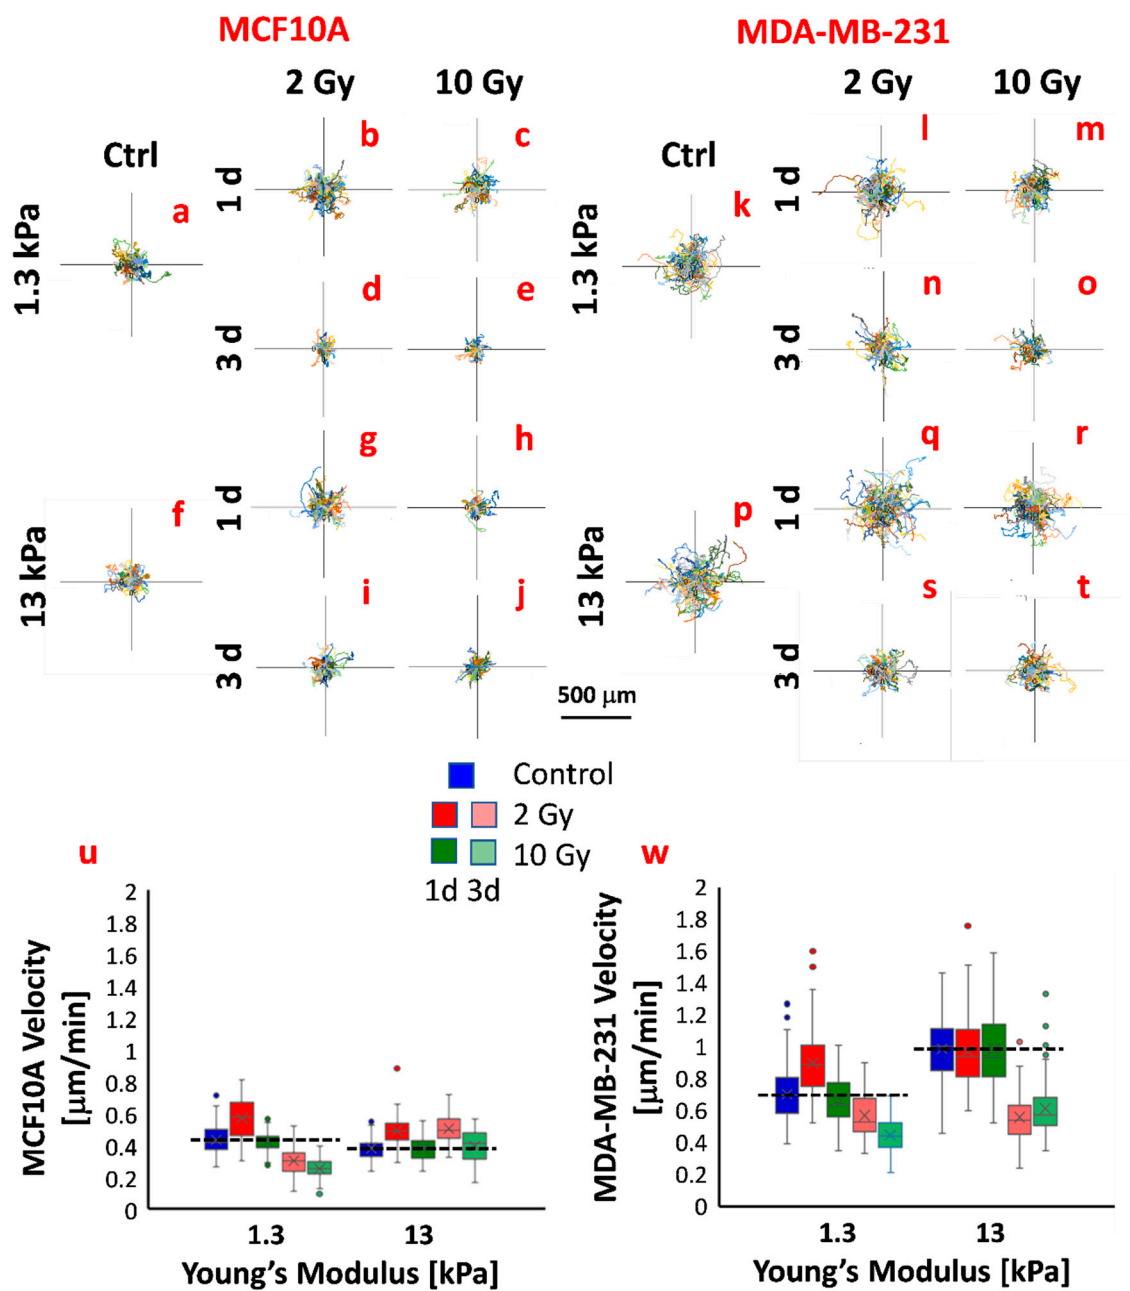 MCF10A
MDA-MB-231
2 Gy
10 Gy
2 Gy
10 Gy
Ctrl
Ctrl
1.3 kPa
1 d
3 d
1.3 kPa
1 d
3 d
a
b
c
d
e
k
l
m
n
o
13 kPa
1 d
3 d
13 kPa
1 d
3 d
f
g
h
i
j
p
q
r
s
t
500 μm
Control
2 Gy
10 Gy
1d 3d
u
MCF10A Velocity
[μm/min]
2
1.8
1.6
1.4
1.2
1
0.8
0.6
0.4
0.2
0
1.3
13
Young's Modulus [kPa]
w
MDA-MB-231 Velocity
[μm/min]
2
1.8
1.6
1.4
1.2
1
0.8
0.6
0.4
0.2
0
1.3
13
Young's Modulus [kPa]